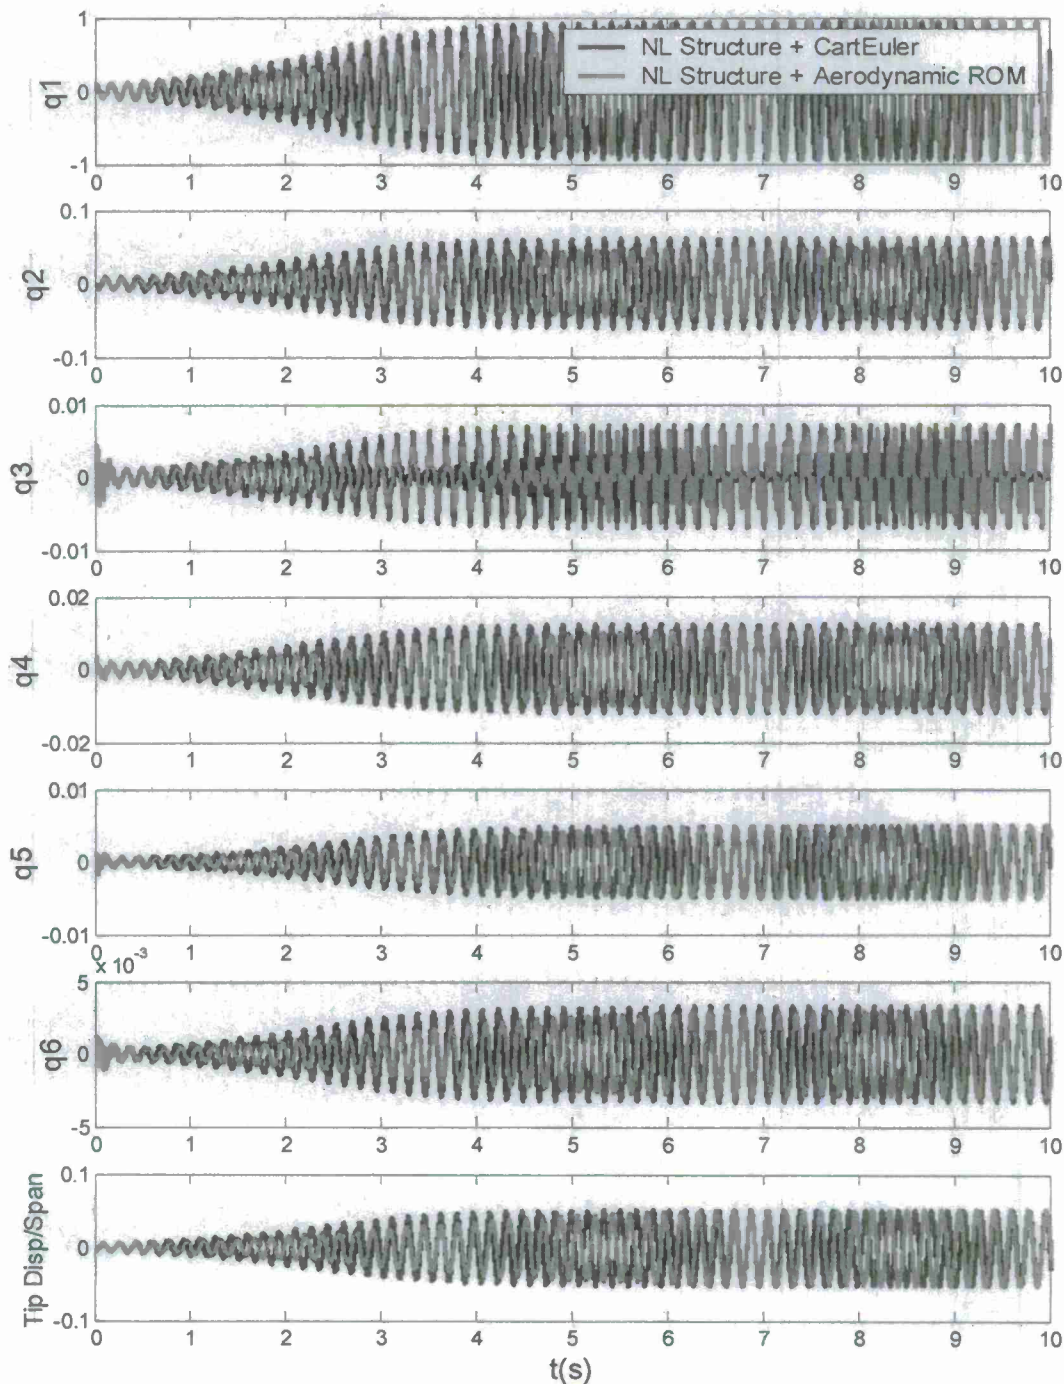 1
NL Structure + CartEuler
NL Structure + Aerodynamic ROM
q1
0
-1
0 1 2 3 4 5 6 7 8 9 10
0.1
q2
0
-0.1
0 1 2 3 4 5 6 7 8 9 10
0.01
q3
0
-0.01
0 1 2 3 4 5 6 7 8 9 10
0.02
q4
0
-0.02
0 1 2 3 4 5 6 7 8 9 10
0.01
q5
0
-0.01
0 1 2 3 4 5 6 7 8 9 10
x 10⁻³
5
q6
0
-5
0 1 2 3 4 5 6 7 8 9 10
0.1
Tip Disp/Span
0
-0.1
0 1 2 3 4 5 6 7 8 9 10
t(s)